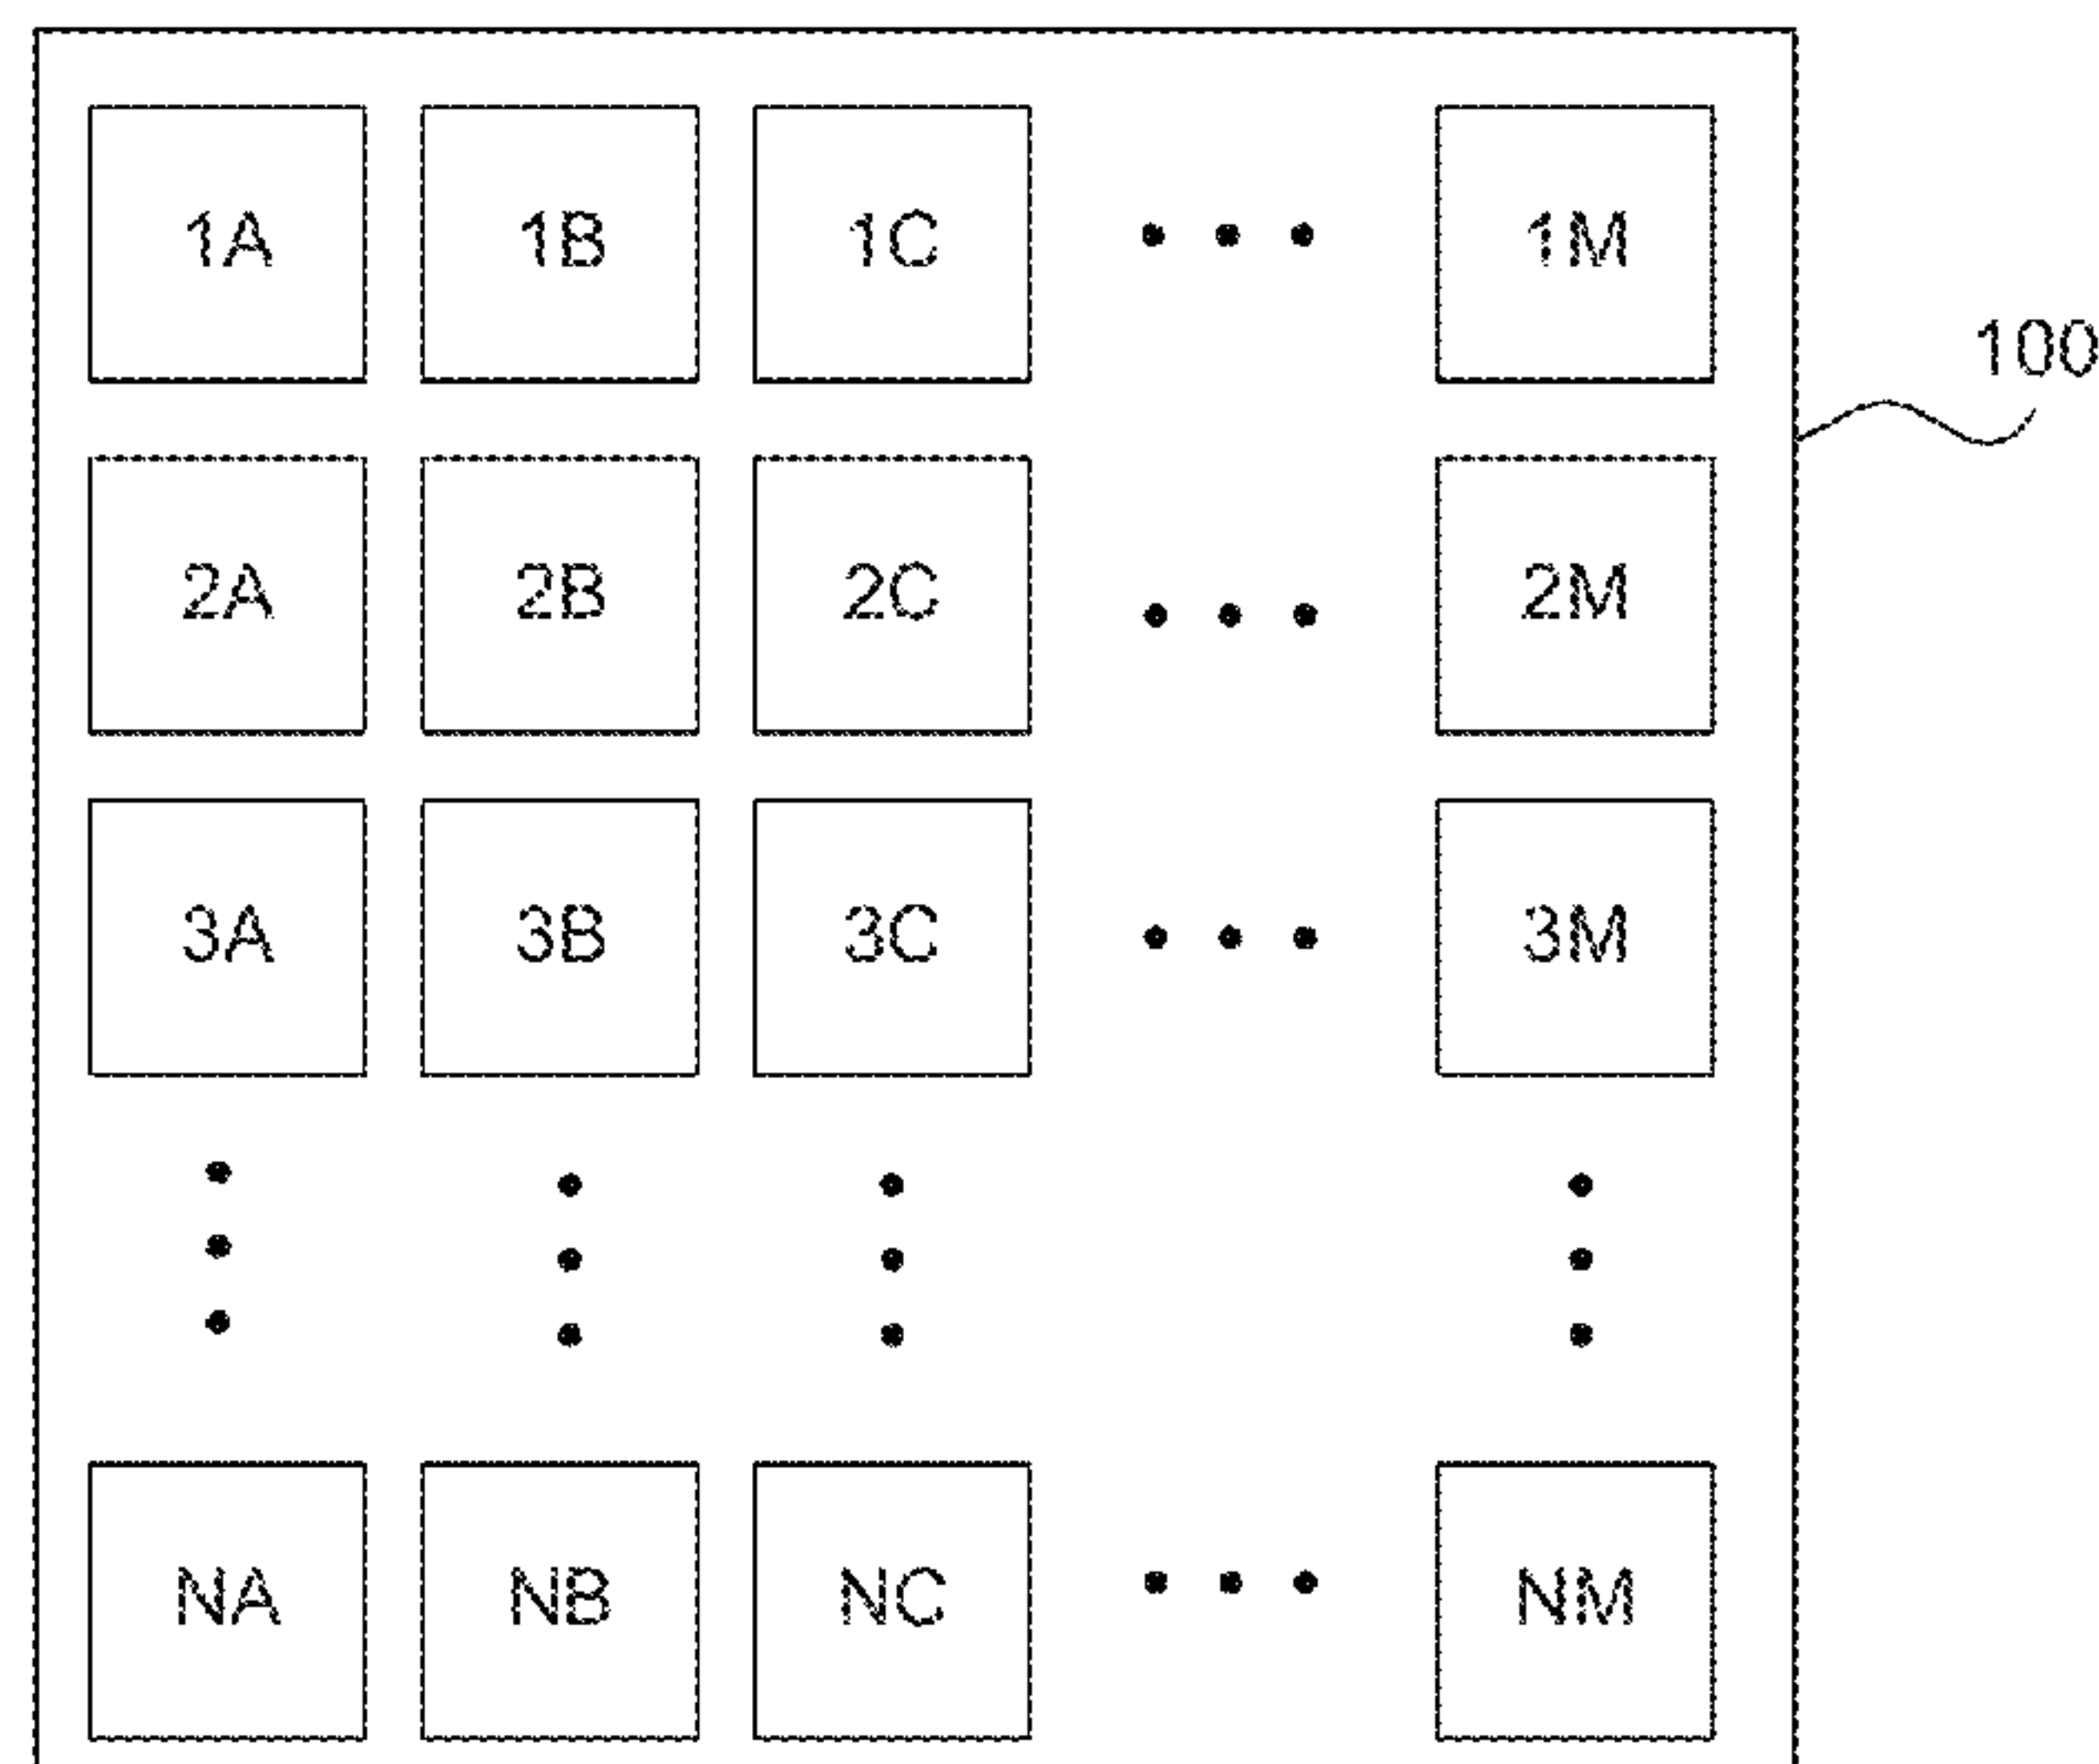 1A 1B 1C • • • 1M
100
2A 2B 2C • • • 2M
3A 3B 3C • • • 3M
NA NB NC • • • NM